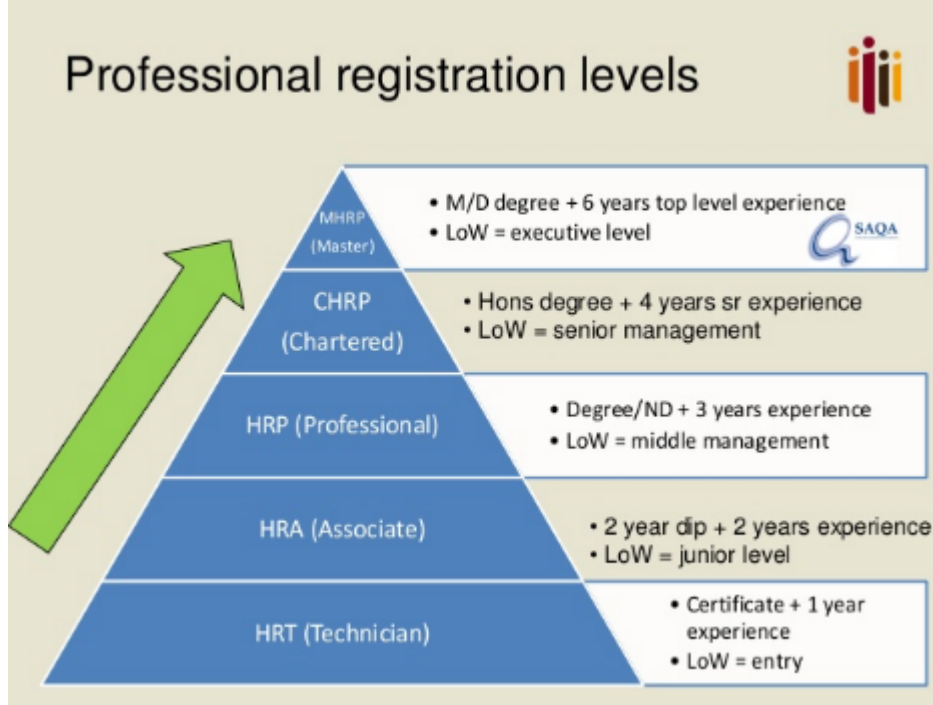 Professional registration levels
MHRP
(Master)
• M/D degree + 6 years top level experience
• LoW = executive level
SAQA
CHRP
(Chartered)
• Hons degree + 4 years sr experience
• LoW = senior management
HRP (Professional)
• Degree/ND + 3 years experience
• LoW = middle management
HRA (Associate)
• 2 year dip + 2 years experience
• LoW = junior level
HRT (Technician)
• Certificate + 1 year
experience
• LoW = entry